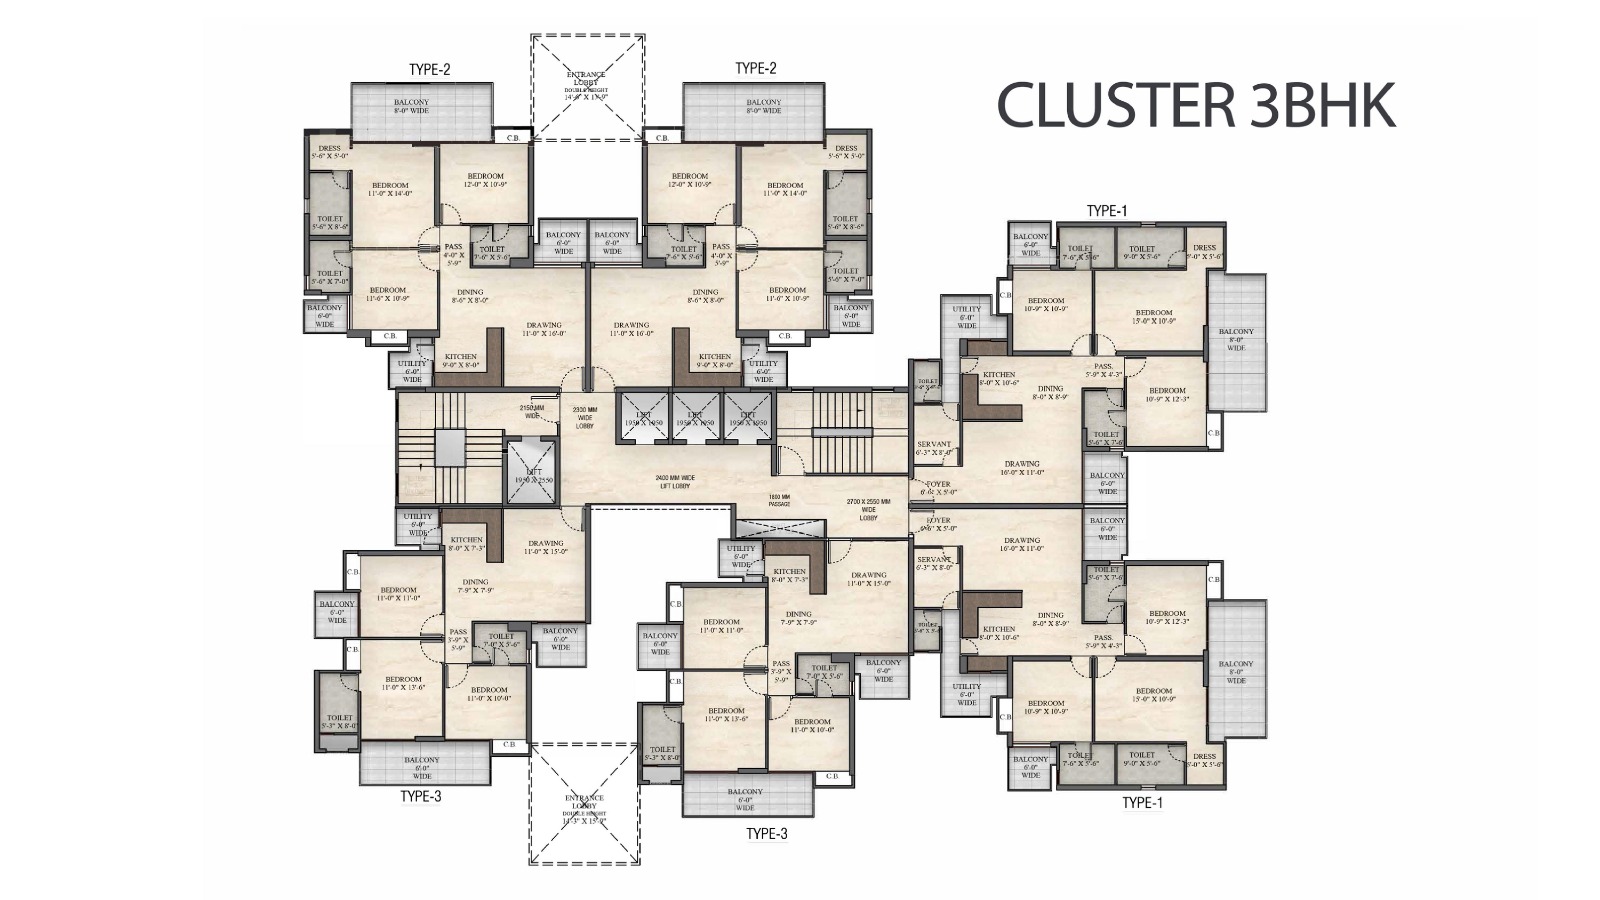 CLUSTER 3BHK
TYPE-2
BALCONY
8'-0" WIDE
C.B.
DRESS
5'-6" X 5'-0"
BEDROOM
11'-0" X 14'-0"
BEDROOM
12'-0" X 10'-9"
TOILET
5'-6" X 8'-6"
TOILET
5'-6" X 7'-0"
PASS
4'-0" X
5'-9"
TOILET
7'-6" X 5'-6"
BALCONY
6'-0"
WIDE
BEDROOM
11'-6" X 10'-9"
DINING
8'-6" X 8'-0"
BALCONY
6'-0"
WIDE
C.B.
DRAWING
11'-0" X 16'-0"
KITCHEN
9'-0" X 8'-0"
UTILITY
6'-0"
WIDE
ENTRANCE
LOBBY
DOUBLE HEIGHT
TYPE-2
BALCONY
8'-0" WIDE
C.B.
BEDROOM
12'-0" X 10'-9"
BEDROOM
11'-0" X 14'-0"
DRESS
5'-6" X 5'-0"
TOILET
5'-6" X 8'-6"
BALCONY
6'-0"
WIDE
TOILET
7'-6" X 5'-6"
PASS
4'-0" X
5'-9"
TOILET
5'-6" X 7'-0"
DINING
8'-6" X 8'-0"
BEDROOM
11'-6" X 10'-9"
BALCONY
6'-0"
WIDE
DRAWING
11'-0" X 16'-0"
C.B.
KITCHEN
9'-0" X 8'-0"
UTILITY
6'-0"
WIDE
TYPE-1
BALCONY
6'-0"
WIDE
TOILET
7'-6" X 5'-6"
TOILET
9'-0" X 5'-6"
DRESS
5'-0" X 5'-6"
C.B.
BEDROOM
10'-9" X 10'-9"
BEDROOM
15'-0" X 10'-9"
BALCONY
8'-0"
WIDE
UTILITY
6'-0"
WIDE
KITCHEN
8'-0" X 10'-6"
PASS.
5'-9" X 4'-3"
DINING
8'-0" X 8'-9"
BEDROOM
10'-9" X 12'-3"
TOILET
TOILET
5'-6" X 7'-6"
C.B.
SERVANT
6'-3" X 8'-0"
DRAWING
16'-0" X 11'-0"
BALCONY
6'-0"
WIDE
FOYER
6'-6" X 5'-0"
2150 MM
WIDE
2300 MM
WIDE
LOBBY
LIFT
1950 X 1950
LIFT
1950 X 1950
LIFT
1950 X 1950
LIFT
1950 X 2550
2400 MM WIDE
LIFT LOBBY
1800 MM
PASSAGE
2700 X 2550 MM
WIDE
LOBBY
FOYER
6'-6" X 5'-0"
BALCONY
6'-0"
WIDE
DRAWING
16'-0" X 11'-0"
SERVANT
6'-3" X 8'-0"
TOILET
5'-6" X 7'-6"
C.B.
BEDROOM
10'-9" X 12'-3"
TOILET
DINING
8'-0" X 8'-9"
KITCHEN
8'-0" X 10'-6"
PASS.
5'-9" X 4'-3"
BALCONY
8'-0"
WIDE
UTILITY
6'-0"
WIDE
BEDROOM
15'-0" X 10'-9"
BEDROOM
10'-9" X 10'-9"
C.B.
BALCONY
6'-0"
WIDE
TOILET
7'-6" X 5'-6"
TOILET
9'-0" X 5'-6"
DRESS
5'-0" X 5'-6"
TYPE-1
UTILITY
6'-0"
WIDE
KITCHEN
8'-0" X 7'-3"
DRAWING
11'-0" X 15'-0"
C.B.
DINING
7'-9" X 7'-9"
BEDROOM
11'-0" X 11'-0"
BALCONY
6'-0"
WIDE
PASS
3'-9" X
5'-9"
TOILET
7'-0" X 5'-6"
BALCONY
6'-0"
WIDE
C.B.
BEDROOM
11'-0" X 13'-6"
BEDROOM
11'-0" X 10'-0"
TOILET
5'-3" X 8'-0"
C.B.
BALCONY
6'-0"
WIDE
TYPE-3
ENTRANCE
LOBBY
DOUBLE HEIGHT
14'-3" X 15'-9"
UTILITY
6'-0"
WIDE
KITCHEN
8'-0" X 7'-3"
DRAWING
11'-0" X 15'-0"
C.B.
DINING
7'-9" X 7'-9"
BEDROOM
11'-0" X 11'-0"
BALCONY
6'-0"
WIDE
PASS
3'-9" X
5'-9"
TOILET
7'-0" X 5'-6"
BALCONY
6'-0"
WIDE
C.B.
BEDROOM
11'-0" X 13'-6"
BEDROOM
11'-0" X 10'-0"
TOILET
5'-3" X 8'-0"
C.B.
BALCONY
6'-0"
WIDE
TYPE-3